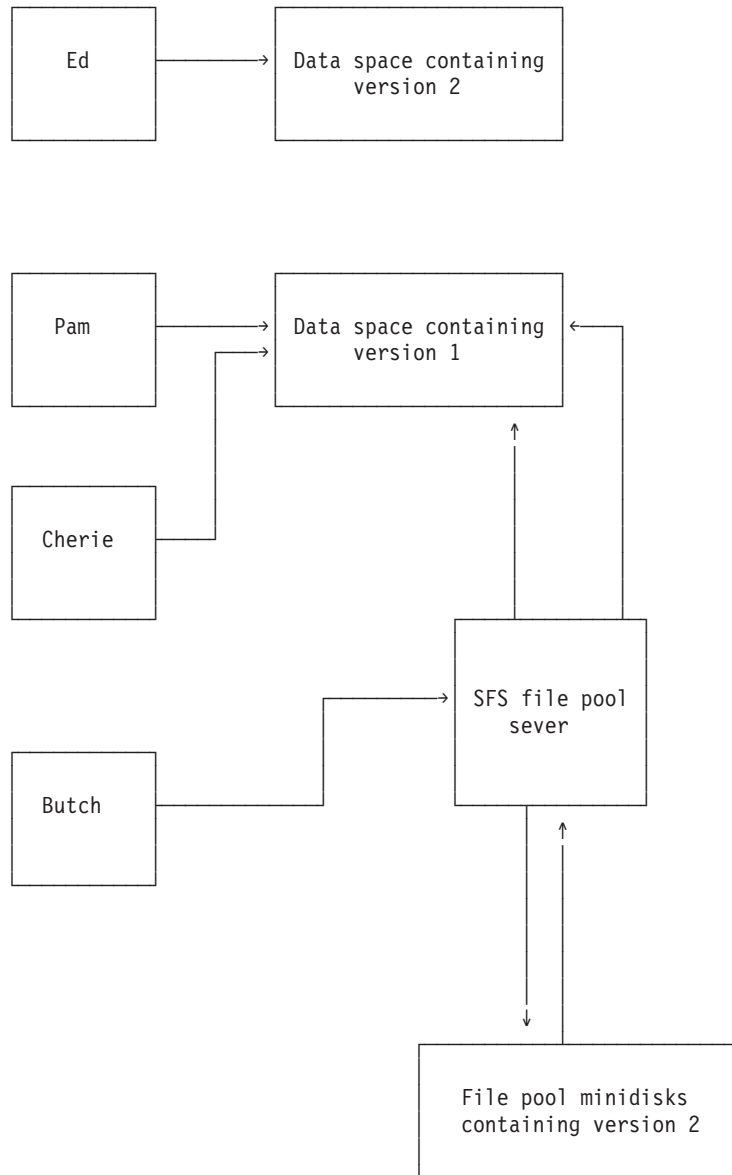 Ed
Data space containing
version 2
Pam
Data space containing
version 1
Cherie
SFS file pool
sever
Butch
File pool minidisks
containing version 2